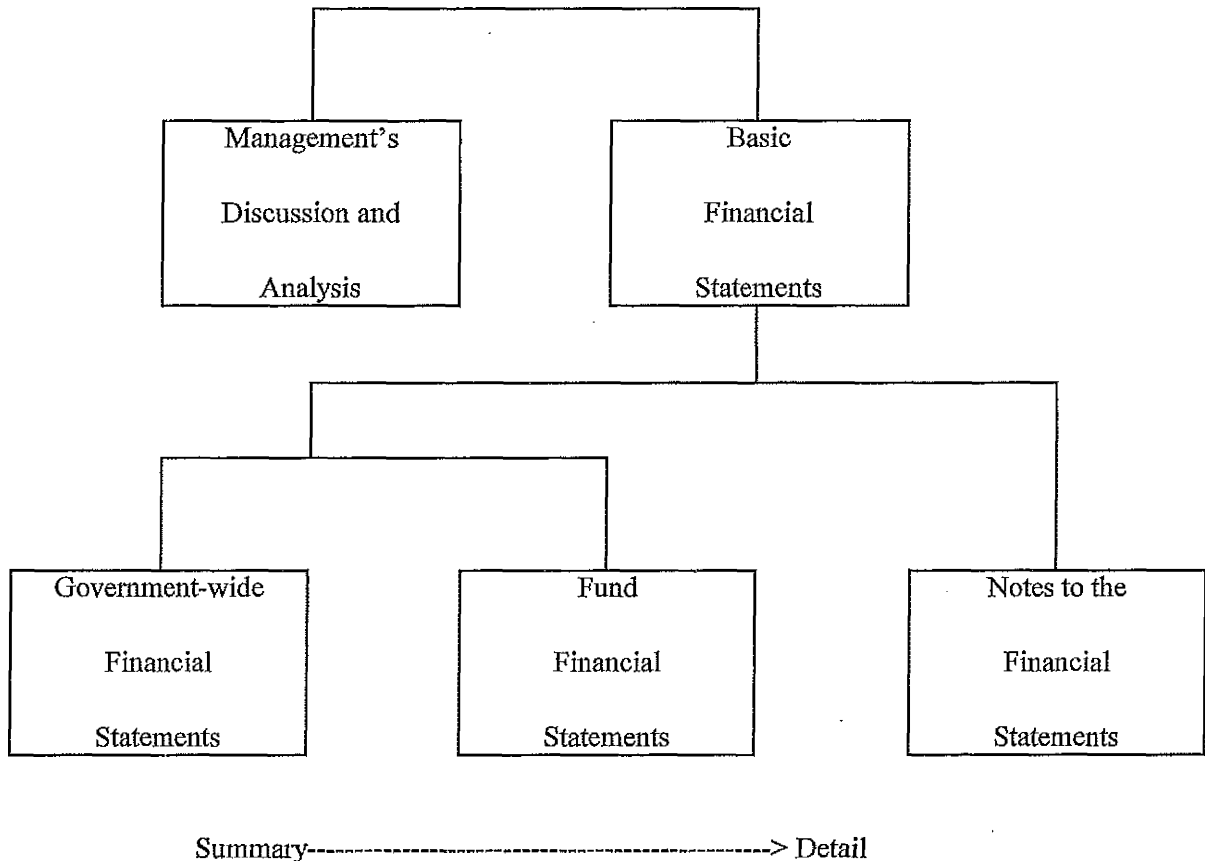 Management's
Discussion and
Analysis
Basic
Financial
Statements
Government-wide
Financial
Statements
Fund
Financial
Statements
Notes to the
Financial
Statements
Summary-----------------------------------------> Detail